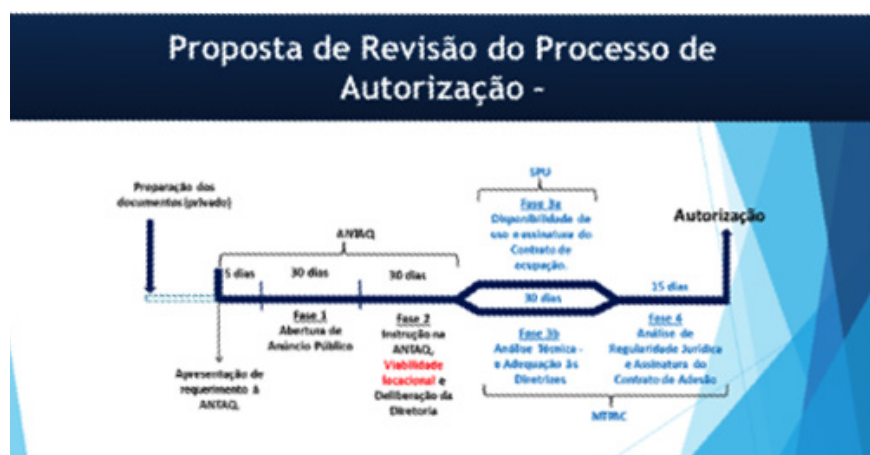 Proposta de Revisão do Processo de
Autorização -
Preparação dos
documentos (privado)
ANTAQ
5 dias
30 dias
30 dias
Fase 1
Abertura de
Anúncio Público
Fase 2
Instrução na
ANTAQ,
Viabilidade
locacional e
Deliberação da
Diretoria
Apresentação de
requerimento à
ANTAQ.
SPU
Fase 3a
Disponibilidade de
uso e assinatura do
Contrato de
ocupação.
30 dias
Fase 3b
Análise Técnica -
e Adequação às
Diretrizes
Autorização
15 dias
Fase 4
Análise de
Regularidade Jurídica
e Assinatura do
Contrato de Adesão
MTPAC